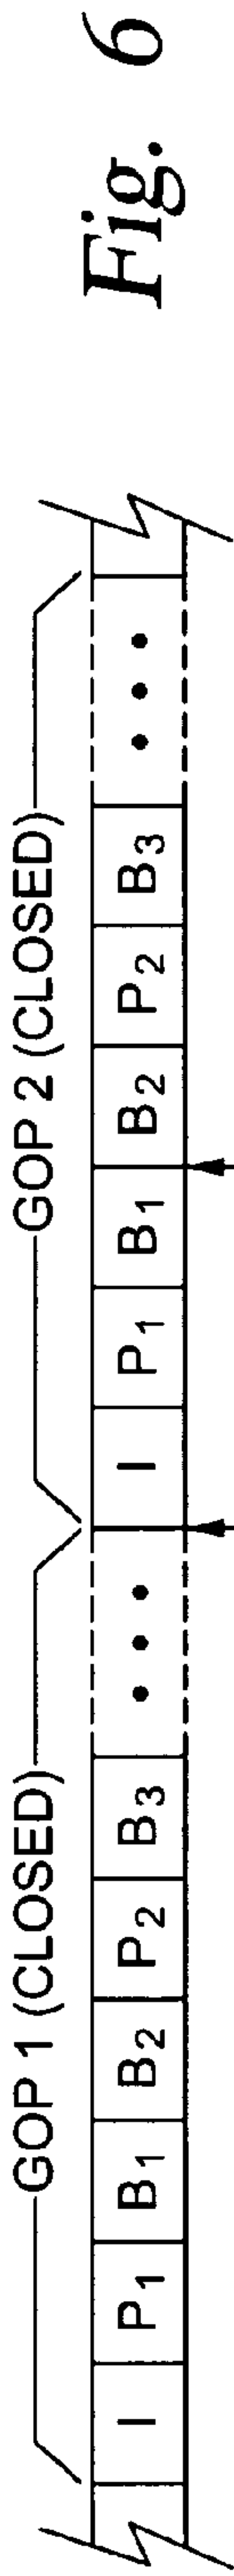 GOP 1 (CLOSED) GOP 2 (CLOSED)
I P1 B1 B2 P2 B3 • • • I P1 B1 B2 P2 B3 • • •
Fig. 6